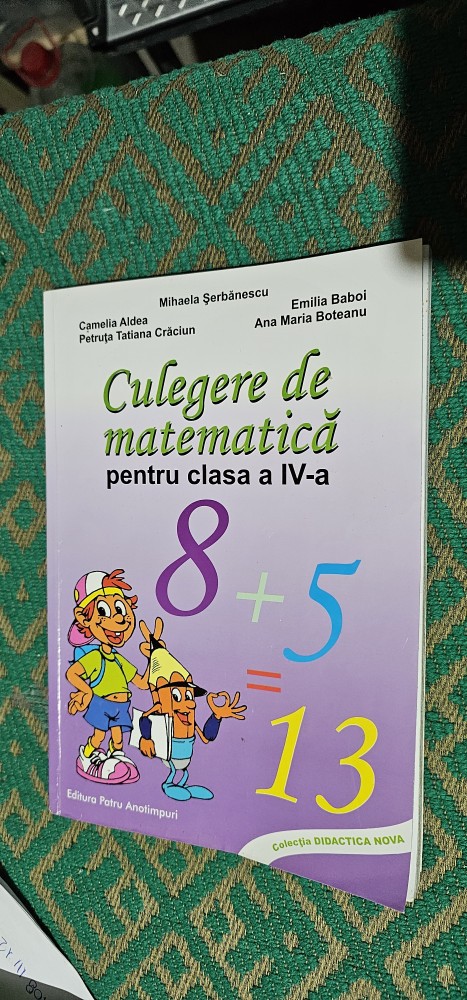 Mihaela Șerbănescu
Camelia Aldea
Emilia Baboi
Petruța Tatiana Crăciun
Ana Maria Boteanu
Culegere de
matematică
pentru clasa a IV-a
8 + 5
=
13
Editura Patru Anotimpuri
Colecția DIDACTICA NOVA